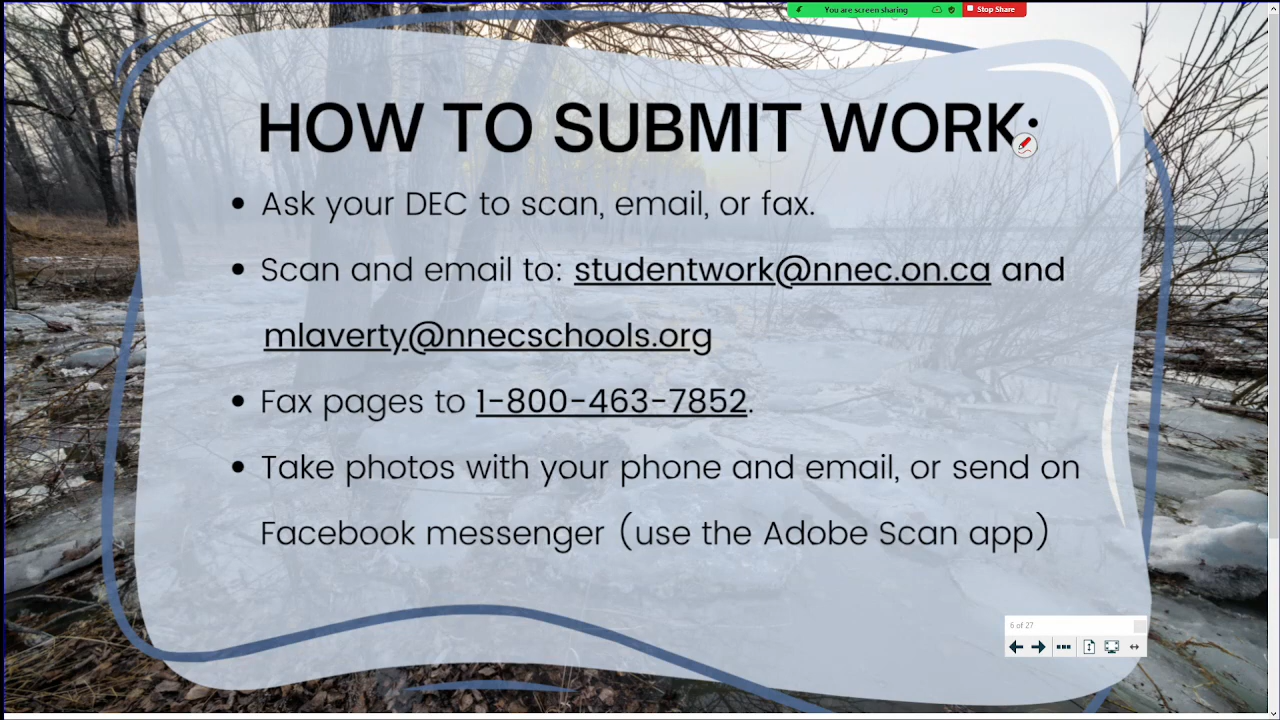 You are screen sharing
Stop Share
HOW TO SUBMIT WORK:
• Ask your DEC to scan, email, or fax.
• Scan and email to: studentwork@nnec.on.ca and
mlaverty@nnecschools.org
• Fax pages to 1-800-463-7852.
• Take photos with your phone and email, or send on
Facebook messenger (use the Adobe Scan app)
6 of 27